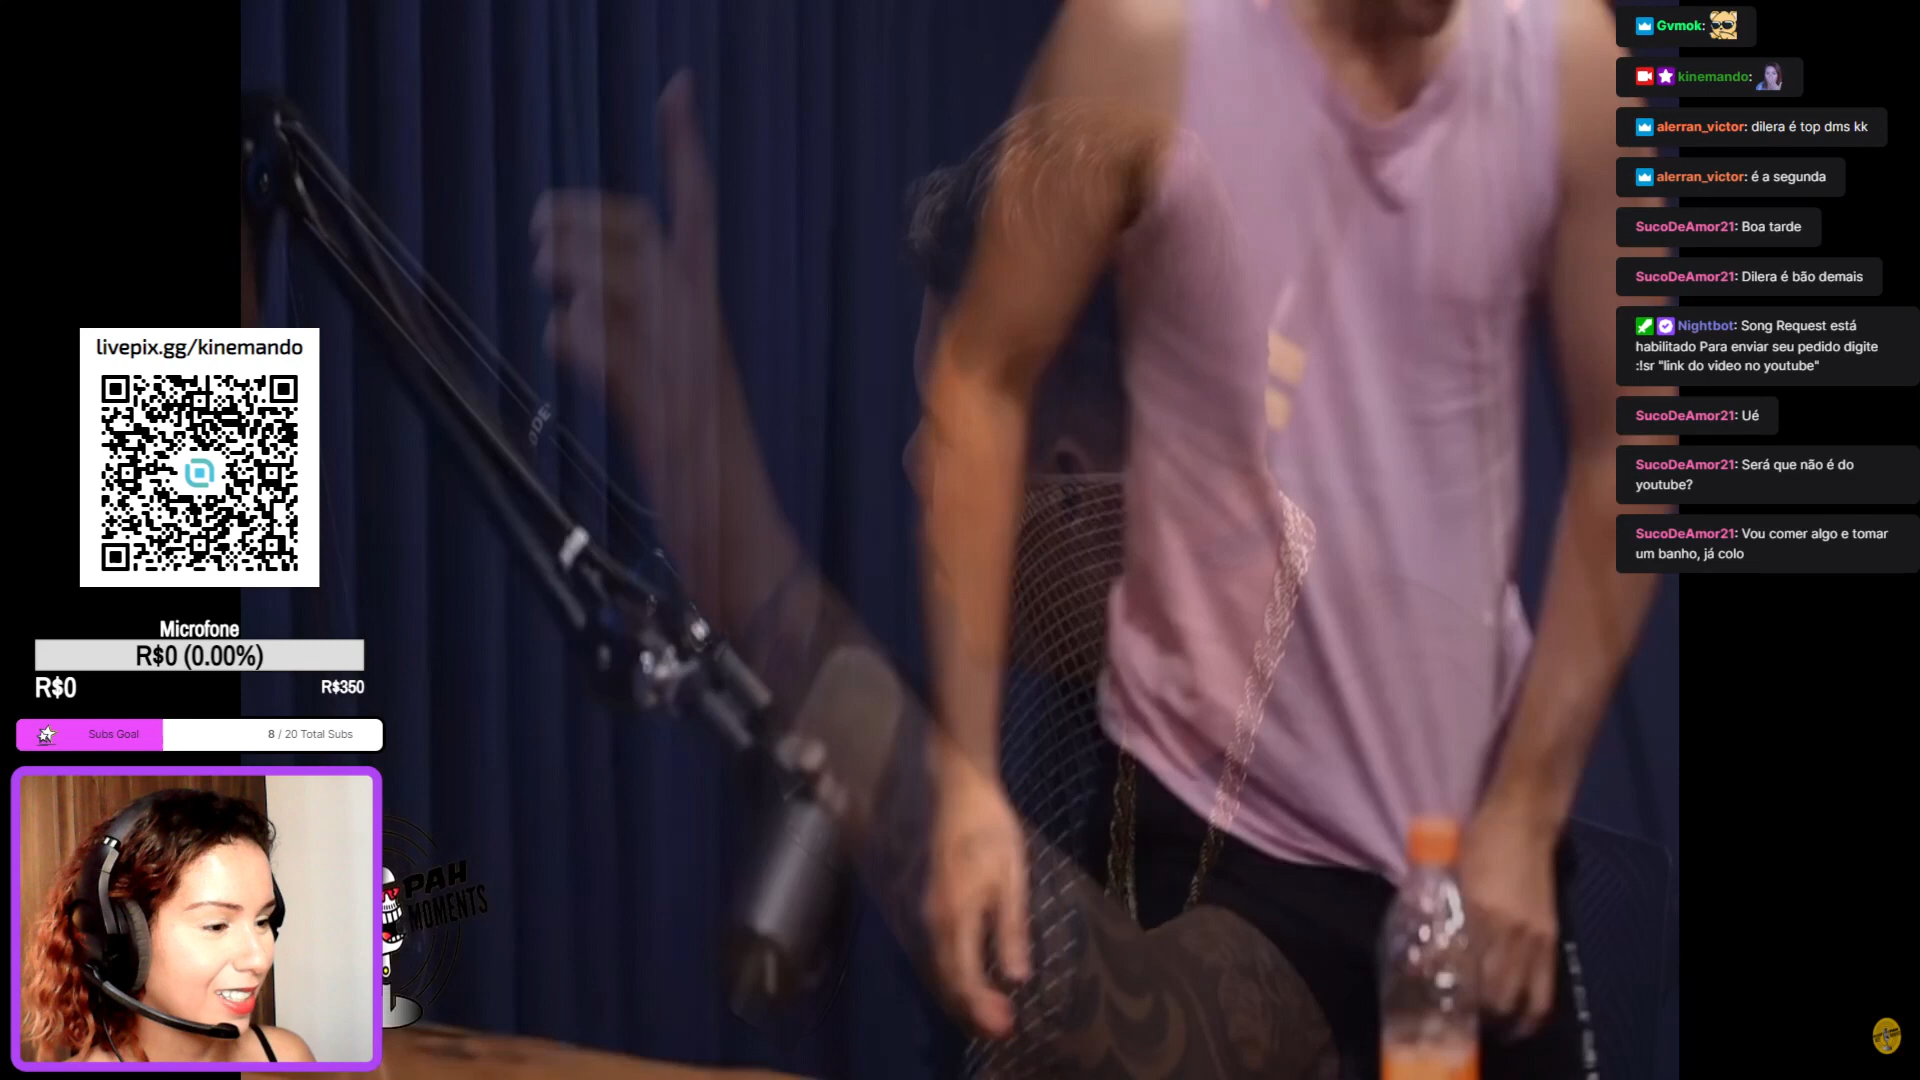 livepix.gg/kinemando
Microfone
R$0 (0.00%)
R$0
R$350
Subs Goal
8 / 20 Total Subs
PAH
MOMENTS
Gvmok:
kinemando:
alerran_victor: dilera é top dms kk
alerran_victor: é a segunda
SucoDeAmor21: Boa tarde
SucoDeAmor21: Dilera é bão demais
Nightbot: Song Request está
habilitado Para enviar seu pedido digite
:!sr "link do video no youtube"
SucoDeAmor21: Ué
SucoDeAmor21: Será que não é do
youtube?
SucoDeAmor21: Vou comer algo e tomar
um banho, já colo